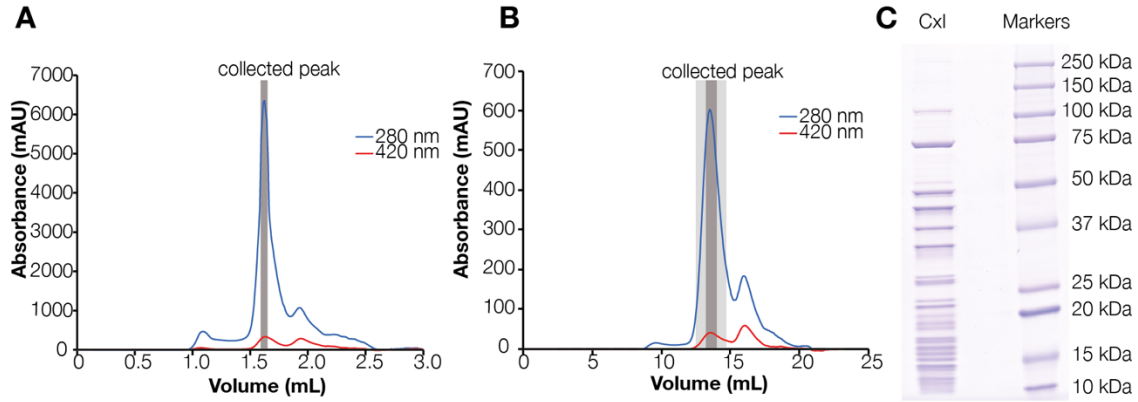 A
collected peak
7000
6000
5000
4000
3000
2000
1000
0
Absorbance (mAU)
280 nm
420 nm
0
0.5
1.0
1.5
2.0
2.5
3.0
Volume (mL)
B
collected peak
700
600
500
400
300
200
100
0
Absorbance (mAU)
280 nm
420 nm
0
5
10
15
20
25
Volume (mL)
C
CxI
Markers
250 kDa
150 kDa
100 kDa
75 kDa
50 kDa
37 kDa
25 kDa
20 kDa
15 kDa
10 kDa